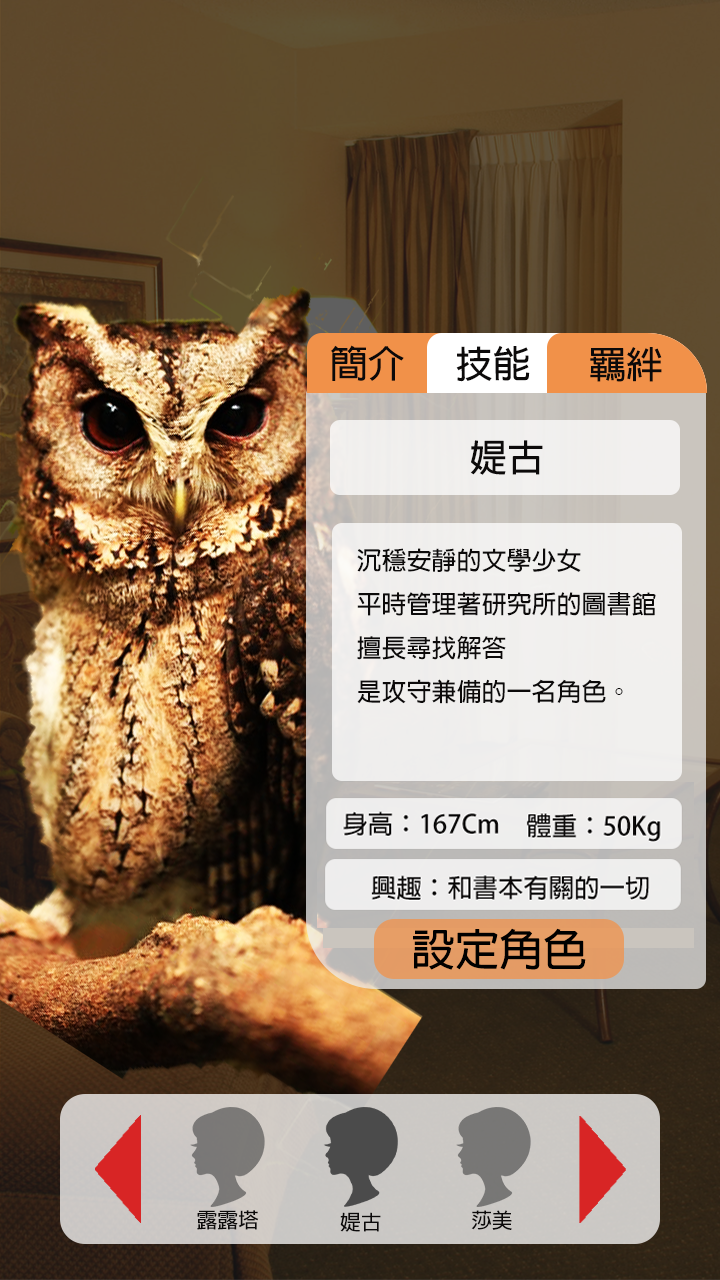 簡介 技能 羈絆
媞古
沉穩安靜的文學少女
平時管理著研究所的圖書館
擅長尋找解答
是攻守兼備的一名角色。
身高：167Cm 體重：50Kg
興趣：和書本有關的一切
設定角色
露露塔 媞古 莎美